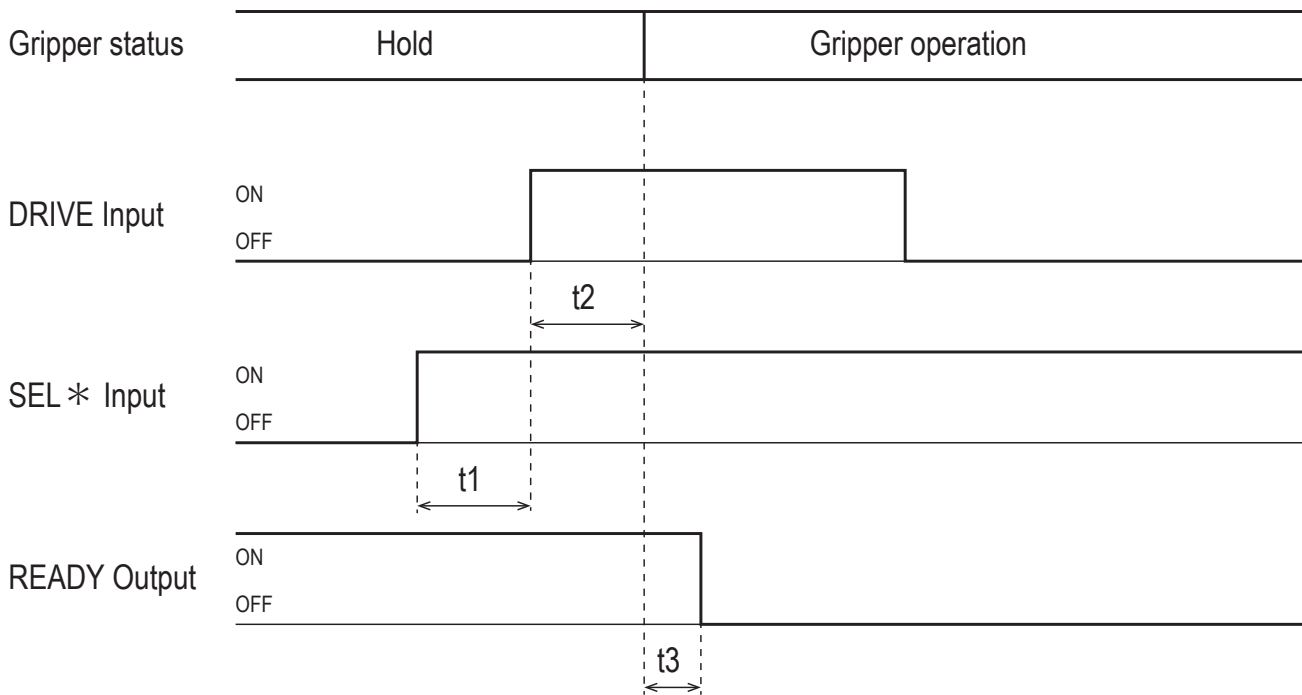 Gripper status
Hold
Gripper operation
DRIVE Input
ON
OFF
t2
SEL＊ Input
ON
OFF
t1
READY Output
ON
OFF
t3